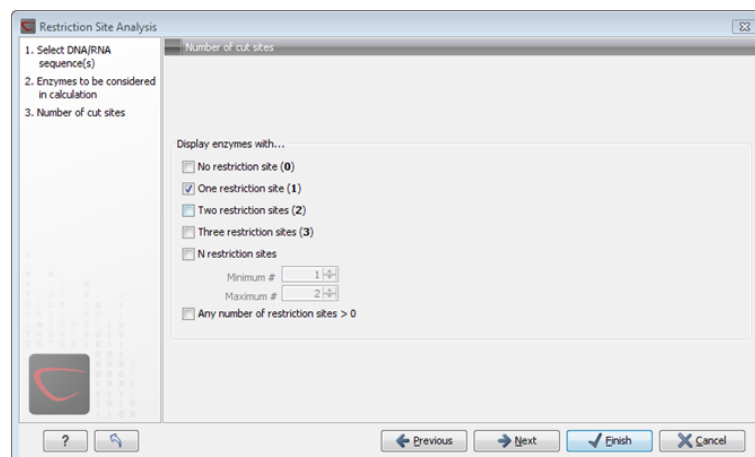 Restriction Site Analysis
1. Select DNA/RNA
sequence(s)
2. Enzymes to be considered
in calculation
3. Number of cut sites
Number of cut sites
Display enzymes with...
No restriction site (0)
One restriction site (1)
Two restriction sites (2)
Three restriction sites (3)
N restriction sites
Minimum # 1
Maximum # 2
Any number of restriction sites > 0
? Previous Next Finish Cancel